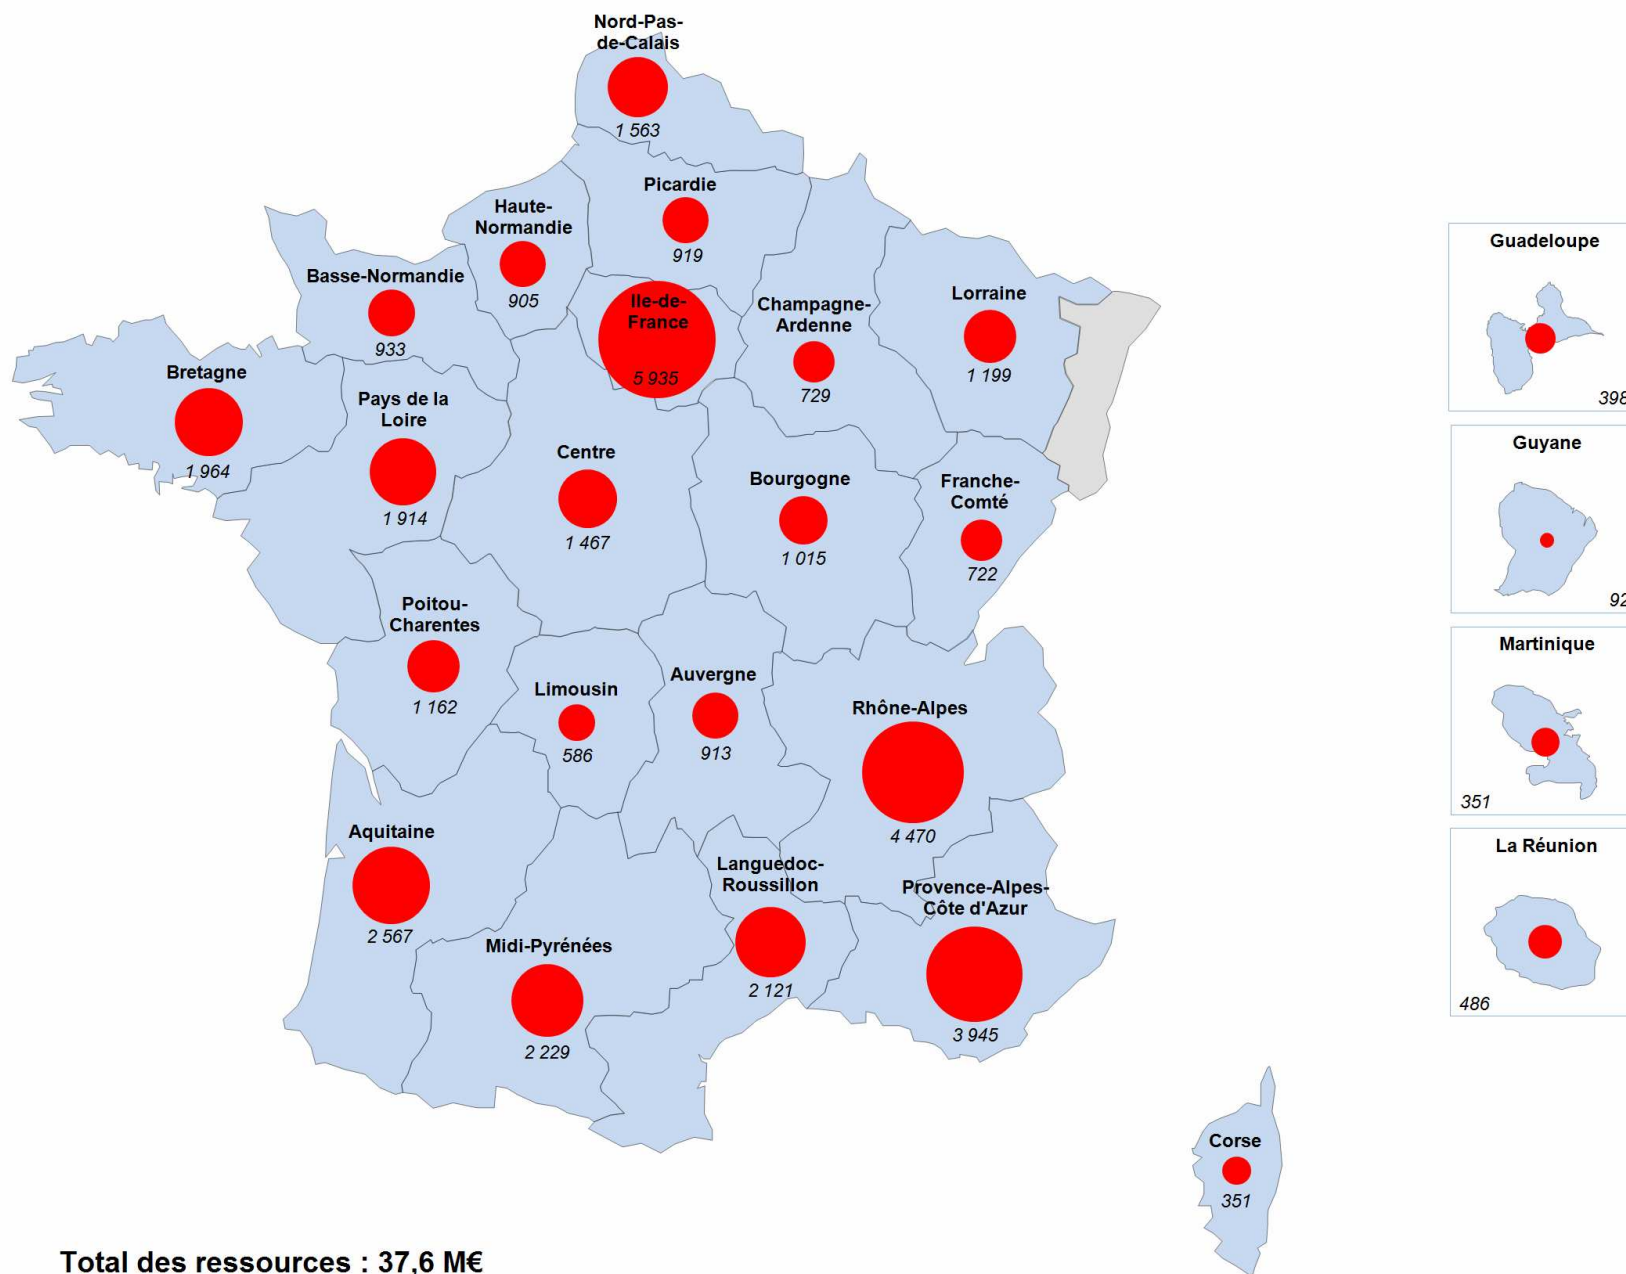 Nord-Pas-
de-Calais
1 563
Picardie
919
Haute-
Normandie
905
Basse-Normandie
933
Ile-de-
France
5 935
Champagne-
Ardenne
729
Lorraine
1 199
Bretagne
1 964
Pays de la
Loire
1 914
Centre
1 467
Bourgogne
1 015
Franche-
Comté
722
Poitou-
Charentes
1 162
Limousin
586
Auvergne
913
Rhône-Alpes
4 470
Aquitaine
2 567
Midi-Pyrénées
2 229
Languedoc-
Roussillon
2 121
Provence-Alpes-
Côte d'Azur
3 945
Corse
351
Guadeloupe
398
Guyane
92
Martinique
351
La Réunion
486
Total des ressources : 37,6 M€